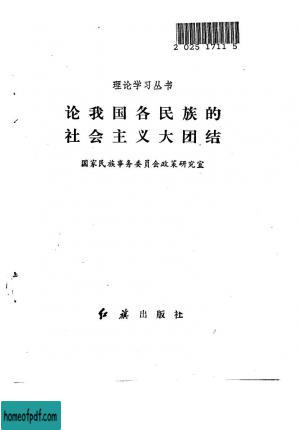 2 025 1711 5
理论学习丛书
论我国各民族的
社会主义大团结
国家民族事务委员会政策研究室
红旗出版社
homeofpdf.com